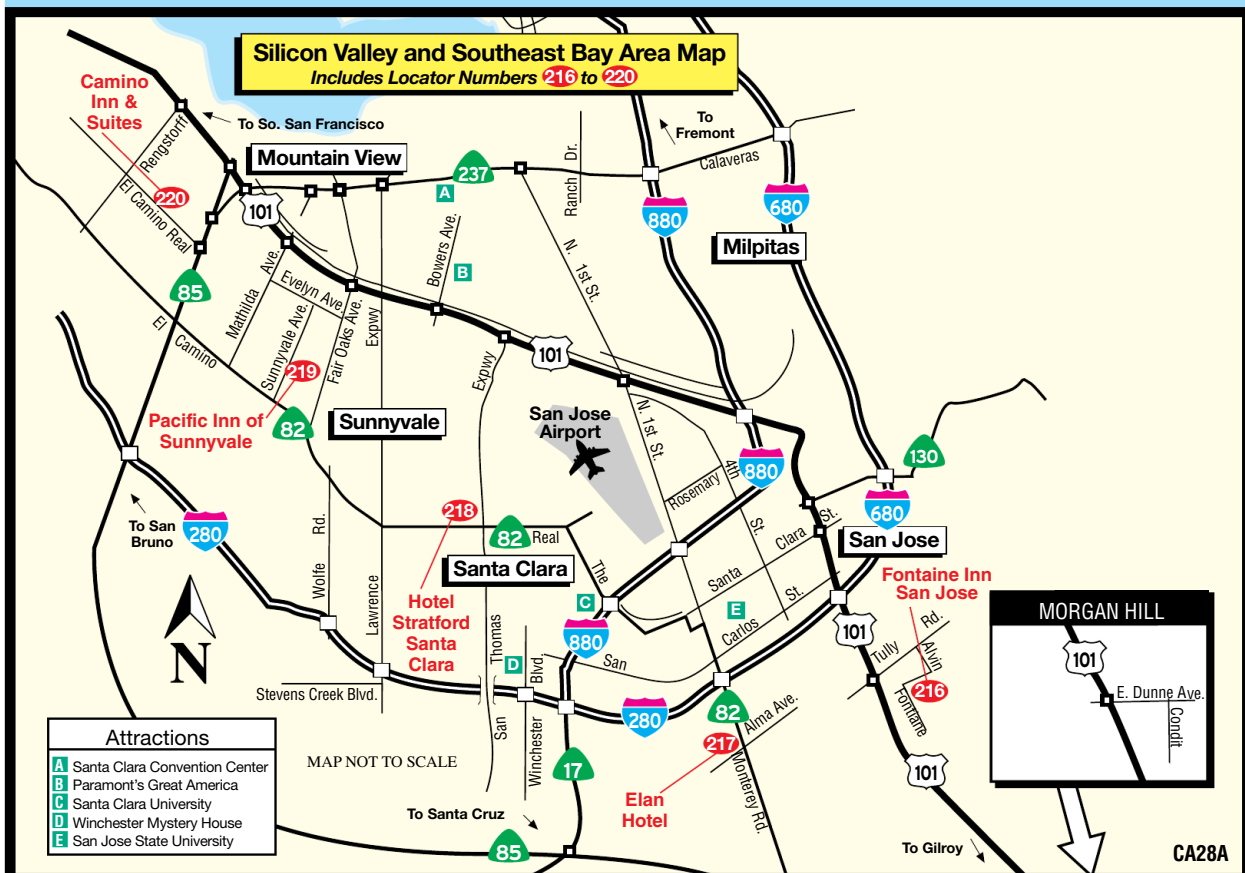 Silicon Valley and Southeast Bay Area Map
Includes Locator Numbers 216 to 220
Camino
Inn &
Suites
Rengstorff
To So. San Francisco
Mountain View
237
A
Ranch Dr.
To
Fremont
Calaveras
220
El Camino Real
101
880
680
Milpitas
Bowers Ave.
B
N. 1st St.
85
Mathilda Ave.
Evelyn Ave.
Sunnyvale Ave.
Fair Oaks Ave.
Expwy
El
Camino
219
Expwy
101
Pacific Inn of
Sunnyvale
82
Sunnyvale
San Jose
Airport
N. 1st St.
880
4th
St.
Rosemary
130
680
To San
Bruno
280
Wolfe Rd.
Lawrence
218
82
Real
Santa Clara
The
Santa
Clara
St.
San Jose
Hotel
Stratford
Santa
Clara
C
E
880
San
Carlos
St.
Fontaine Inn
San Jose
101
Tully
Rd.
Alvin
216
Fontiane
MORGAN HILL
101
E. Dunne Ave.
Condit
N
Stevens Creek Blvd.
Thomas
San
D
Blvd.
Winchester
280
82
Alma Ave.
217
Monterey Rd.
101
Attractions
A Santa Clara Convention Center
B Paramont's Great America
C Santa Clara University
D Winchester Mystery House
E San Jose State University
MAP NOT TO SCALE
17
To Santa Cruz
85
Elan
Hotel
To Gilroy
CA28A